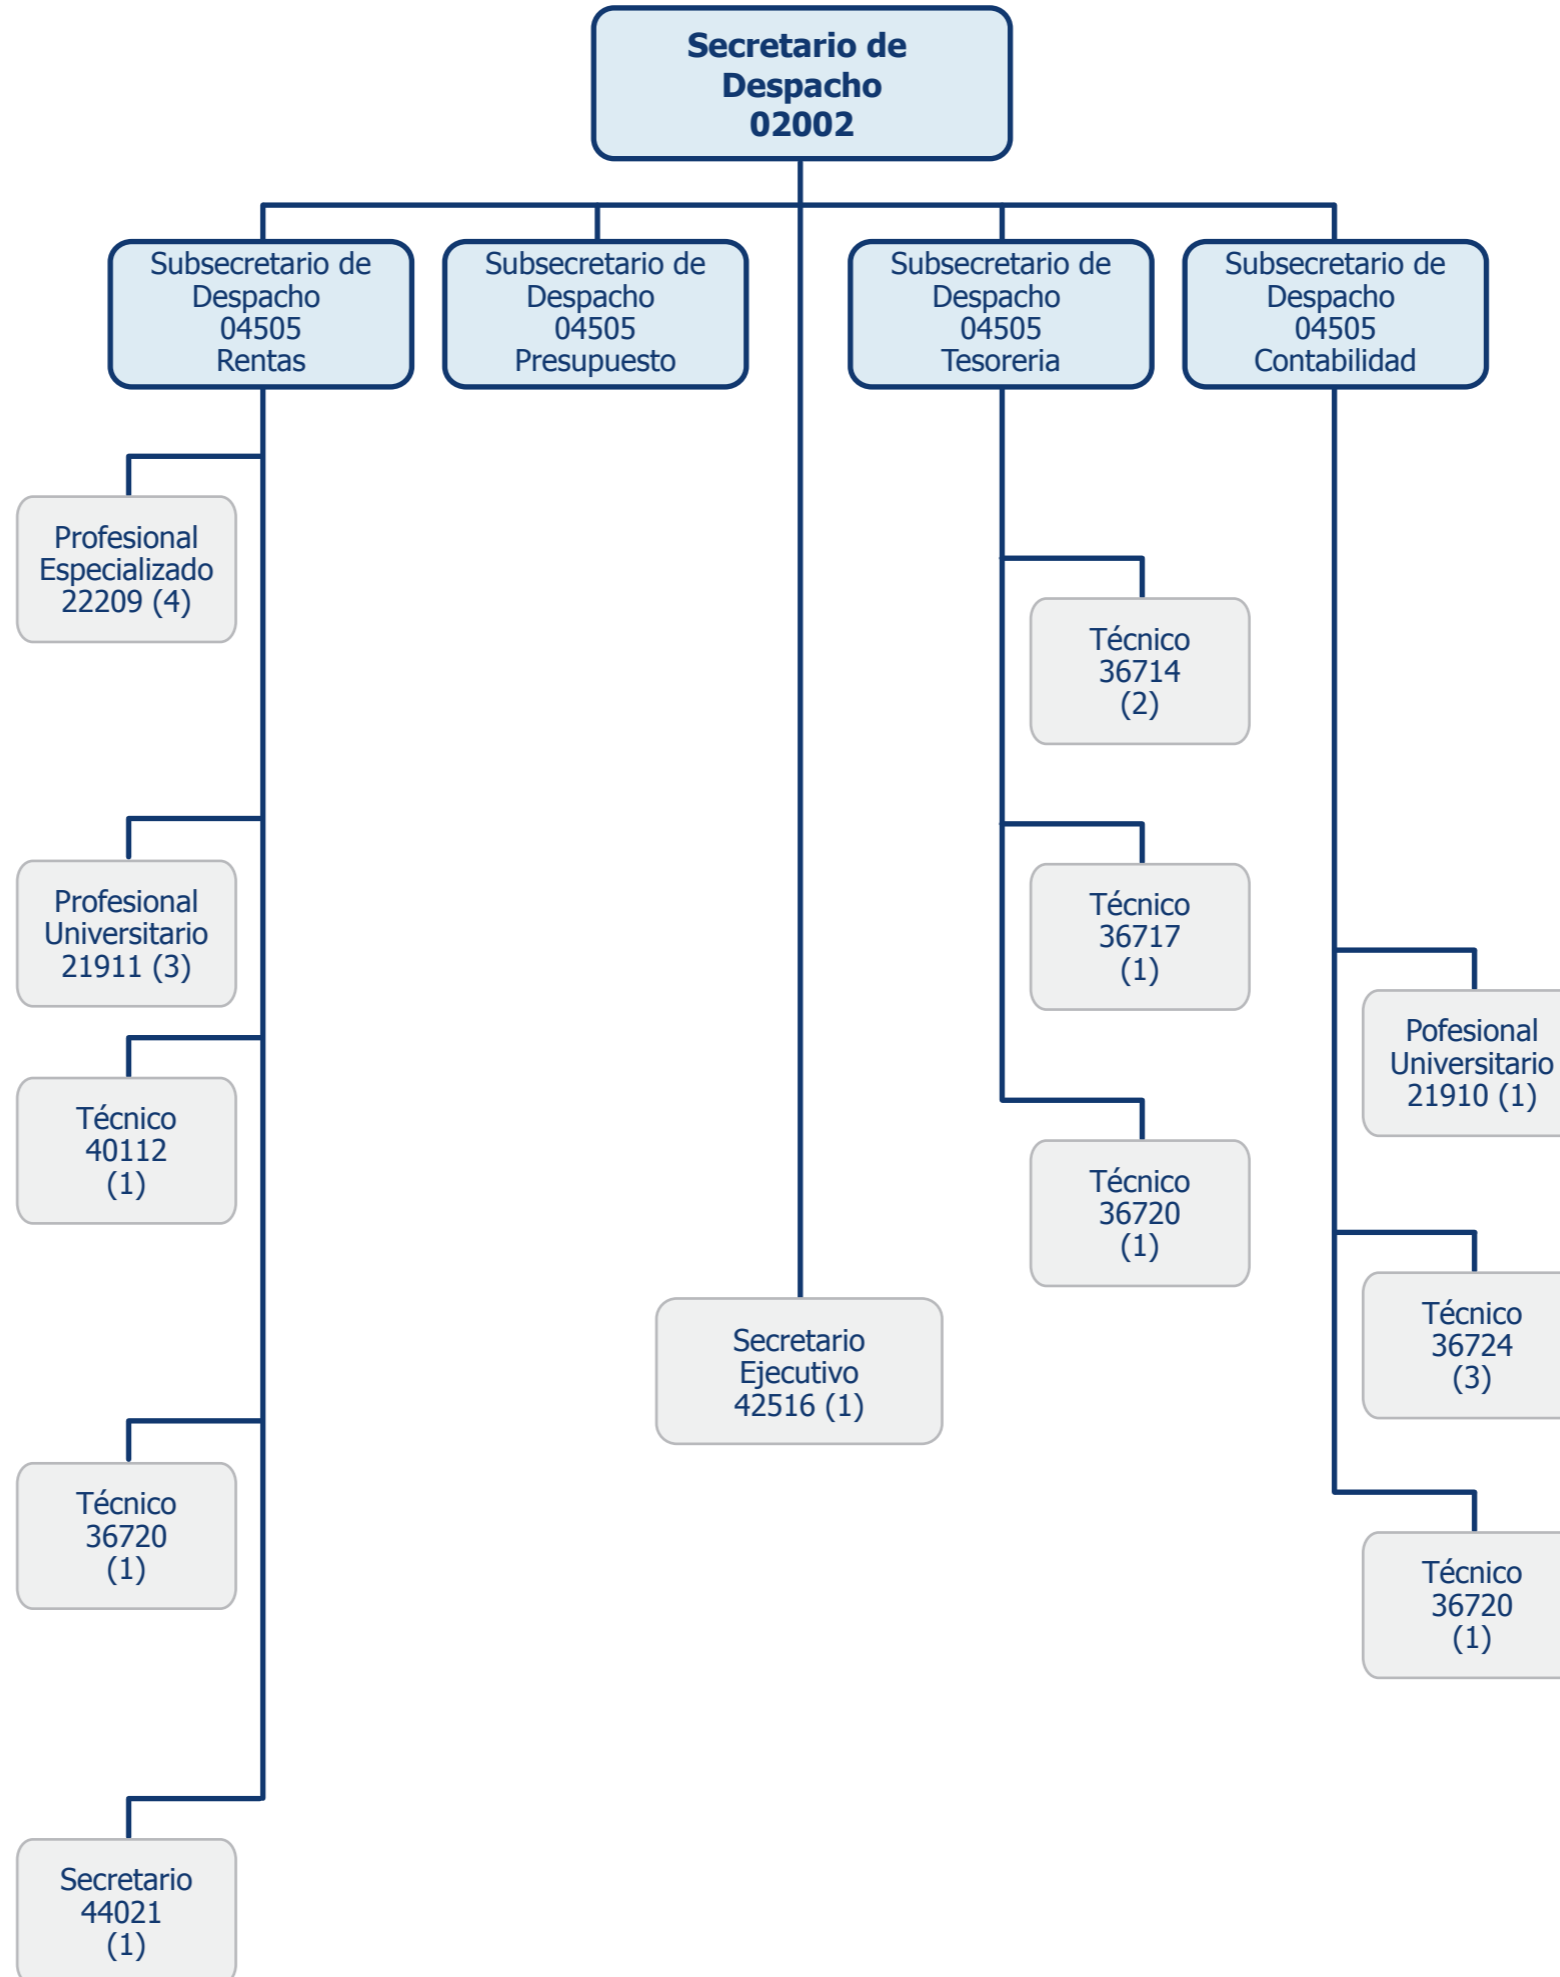 Secretario de
Despacho
02002
Subsecretario de
Despacho
04505
Rentas
Subsecretario de
Despacho
04505
Presupuesto
Subsecretario de
Despacho
04505
Tesoreria
Subsecretario de
Despacho
04505
Contabilidad
Profesional
Especializado
22209 (4)
Profesional
Universitario
21911 (3)
Técnico
40112
(1)
Técnico
36720
(1)
Secretario
44021
(1)
Secretario
Ejecutivo
42516 (1)
Técnico
36714
(2)
Técnico
36717
(1)
Técnico
36720
(1)
Pofesional
Universitario
21910 (1)
Técnico
36724
(3)
Técnico
36720
(1)